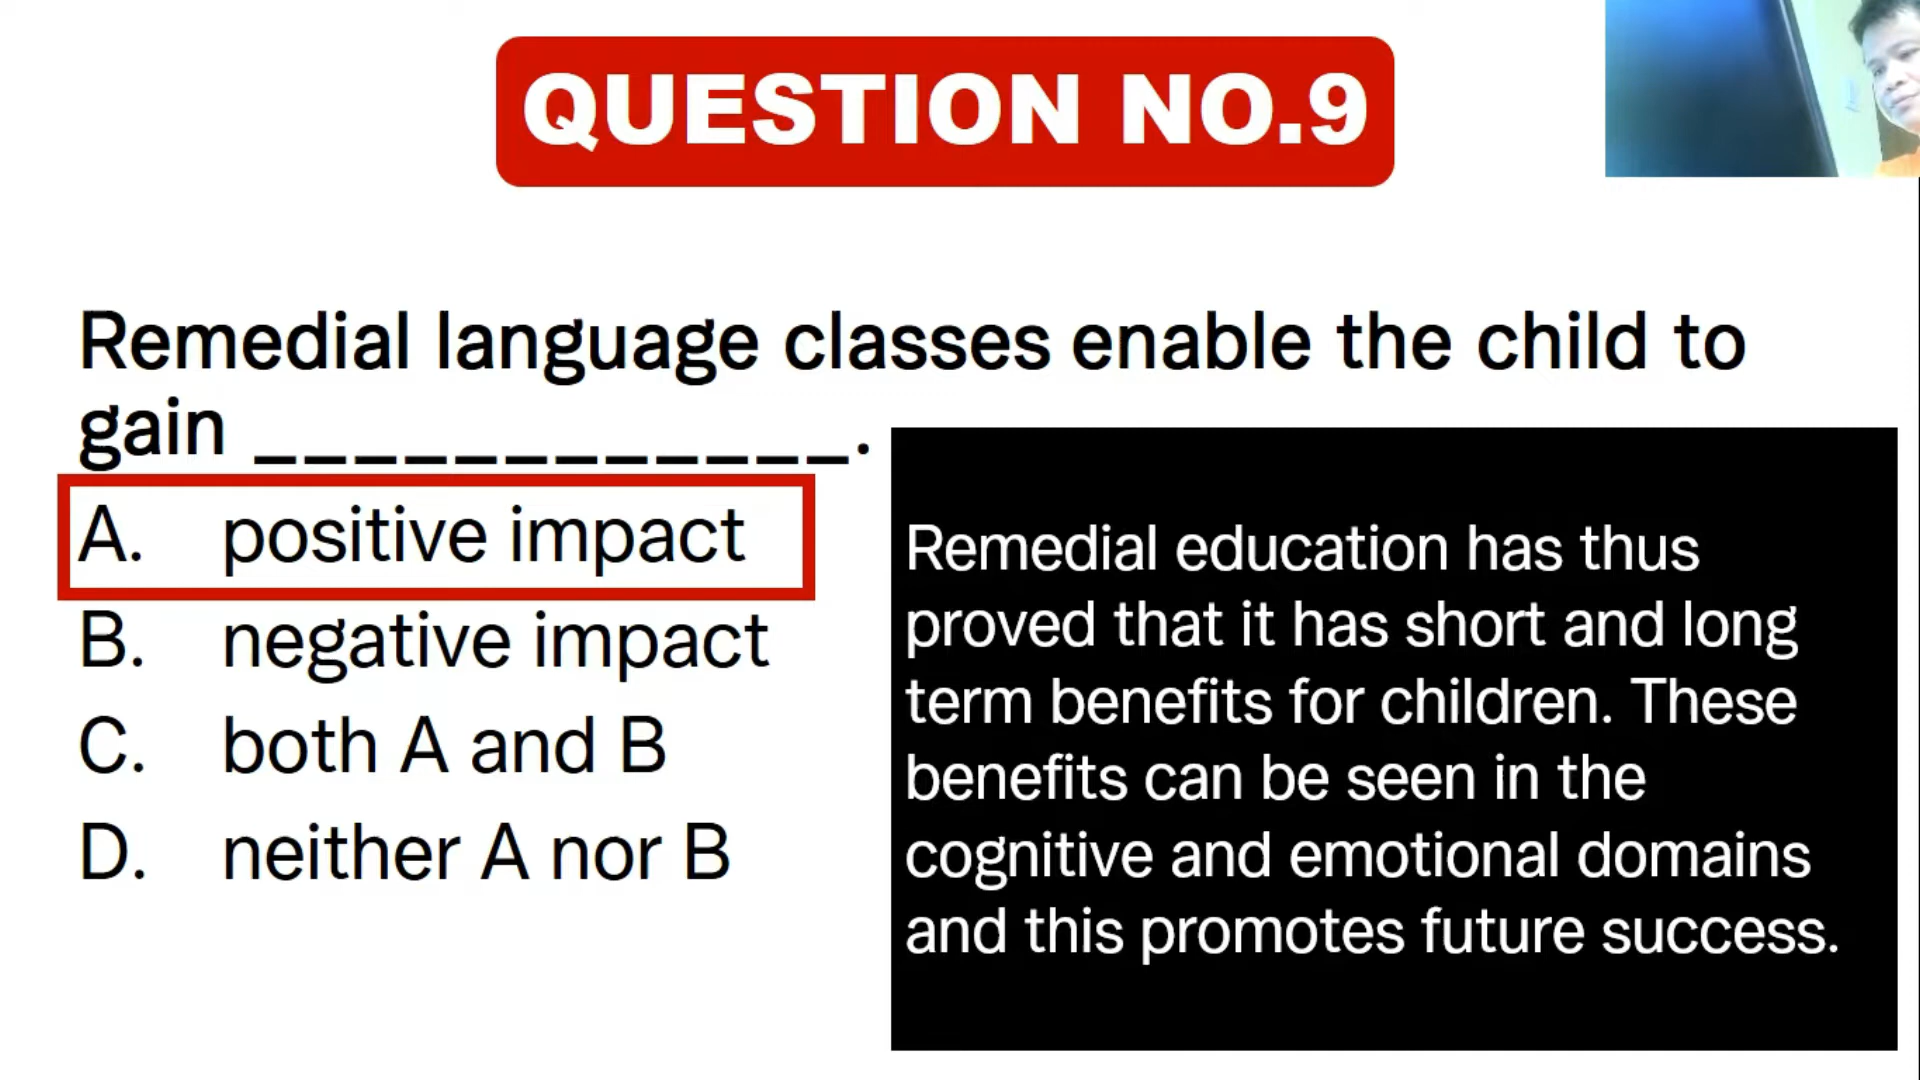 QUESTION NO.9
Remedial language classes enable the child to
gain ____________.
A. positive impact
B. negative impact
C. both A and B
D. neither A nor B
Remedial education has thus
proved that it has short and long
term benefits for children. These
benefits can be seen in the
cognitive and emotional domains
and this promotes future success.